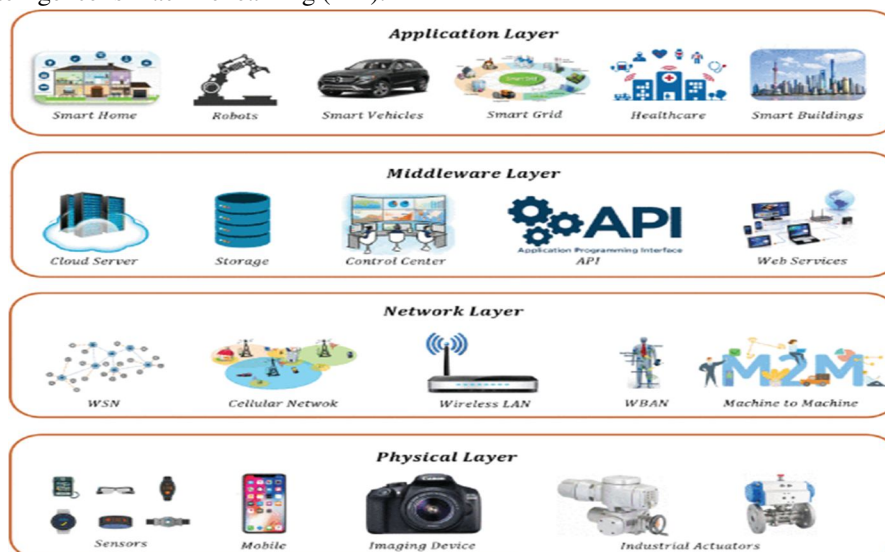 Application Layer
Smart Home Robots Smart Vehicles Smart Grid Healthcare Smart Buildings
Middleware Layer
API
Application Programming Interface
Cloud Server Storage Control Center API Web Services
Network Layer
M2M
WSN Cellular Netwok Wireless LAN WBAN Machine to Machine
Physical Layer
Canon
Sensors Mobile Imaging Device Industrial Actuators